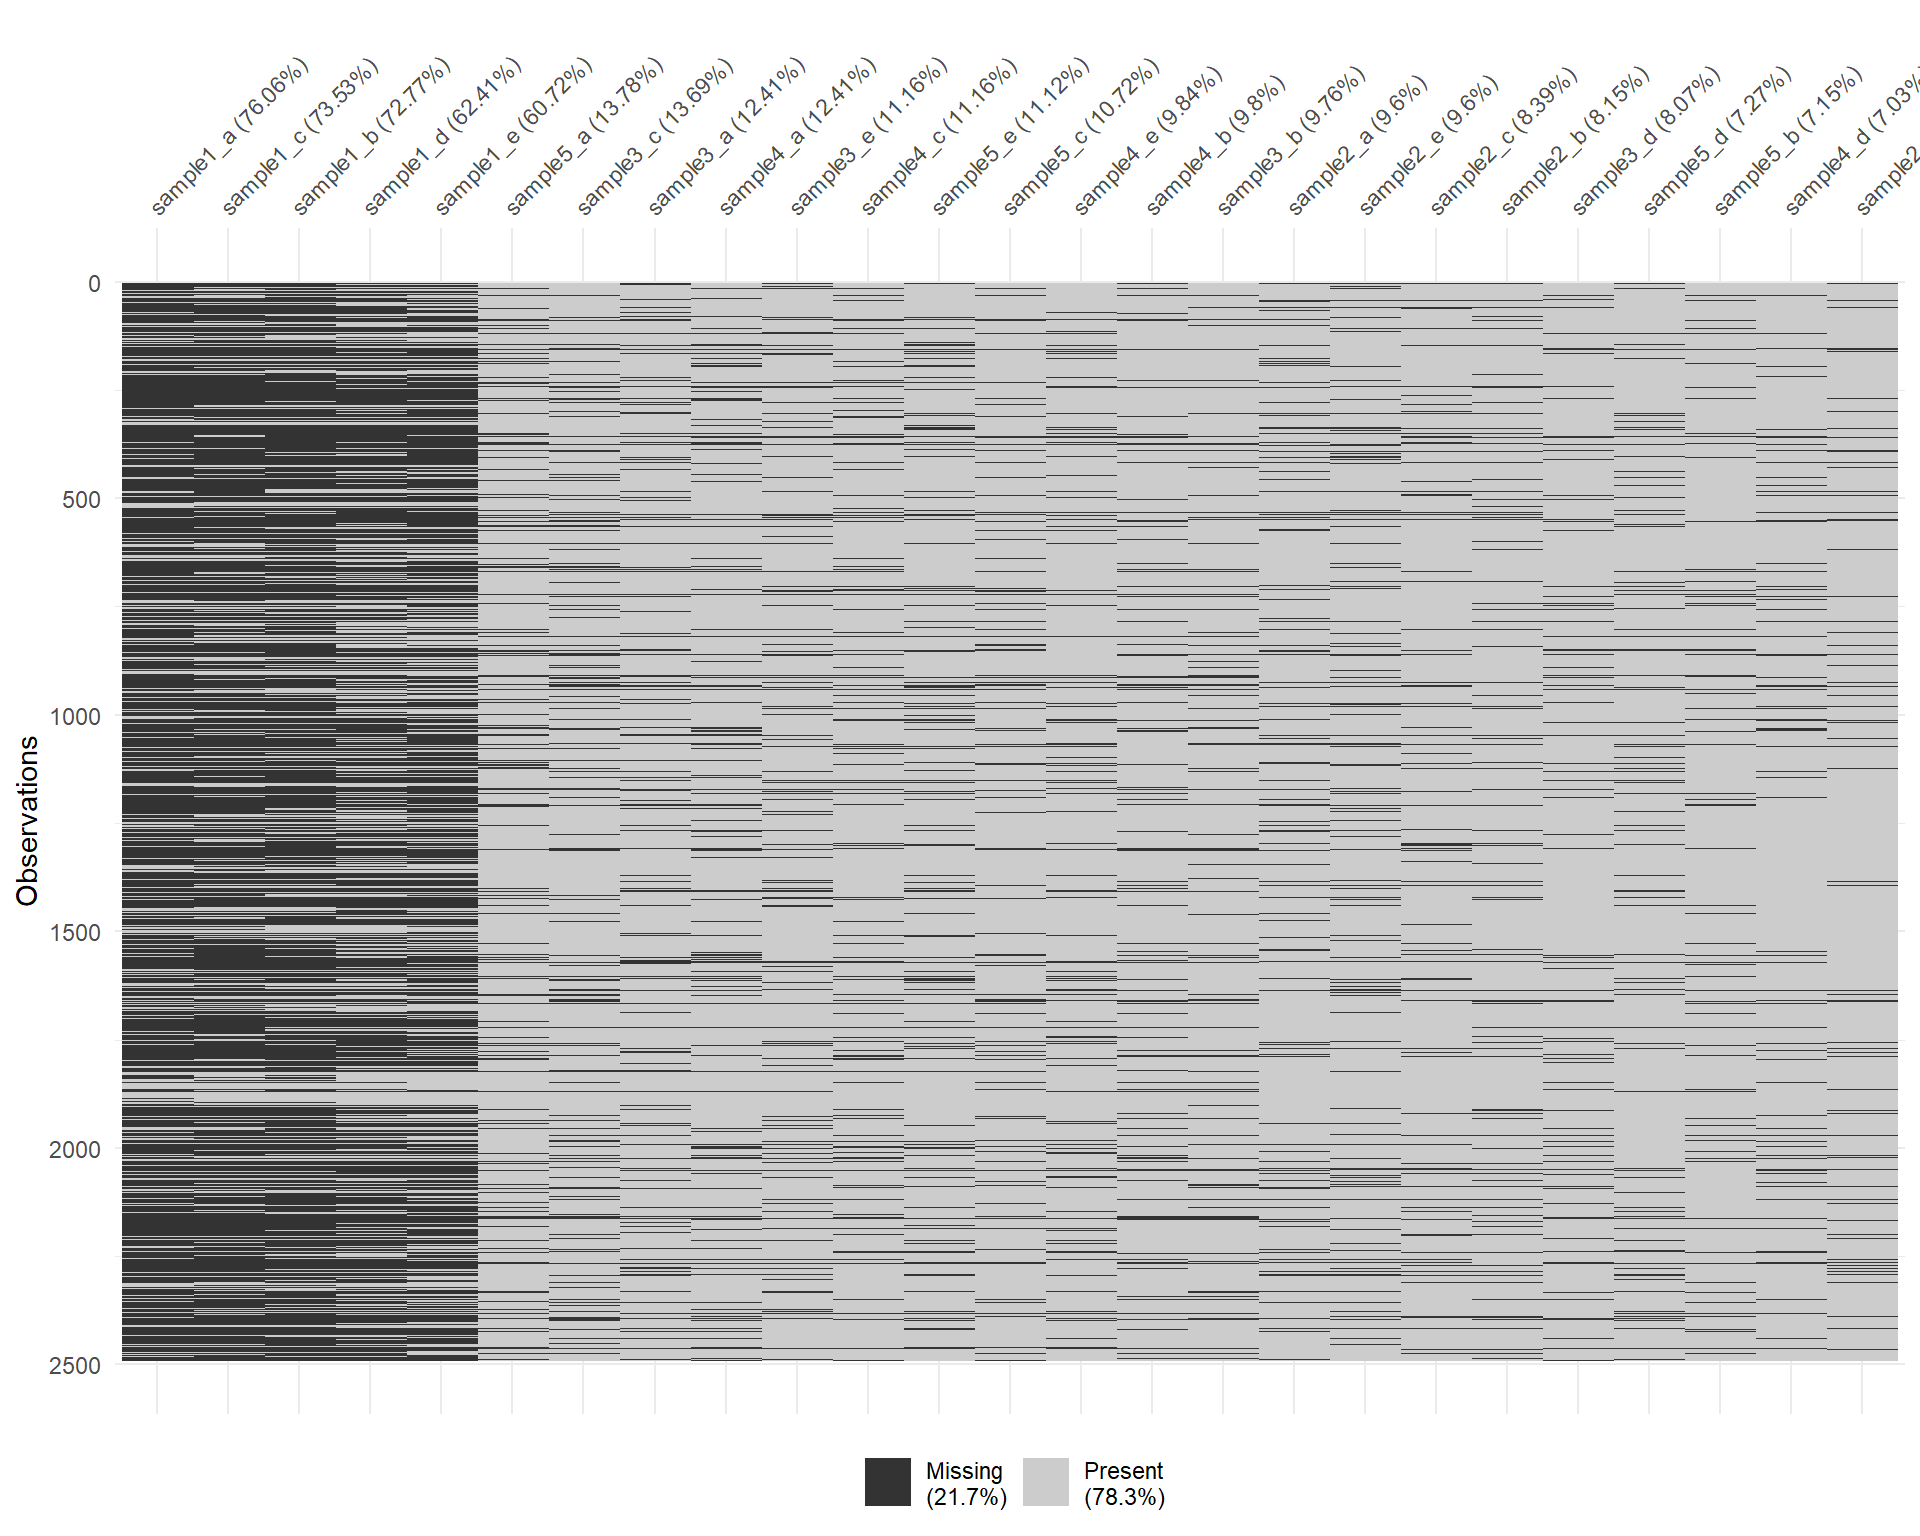 sample1_a (76.06%)
sample1_c (73.53%)
sample1_b (72.77%)
sample1_d (62.41%)
sample1_e (60.72%)
sample5_a (13.78%)
sample3_c (13.69%)
sample3_a (12.41%)
sample4_a (12.41%)
sample3_e (11.16%)
sample4_c (11.16%)
sample5_e (11.12%)
sample5_c (10.72%)
sample4_e (9.84%)
sample4_b (9.8%)
sample3_b (9.76%)
sample2_a (9.6%)
sample2_e (9.6%)
sample2_c (8.39%)
sample2_b (8.15%)
sample3_d (8.07%)
sample5_d (7.27%)
sample5_b (7.15%)
sample4_d (7.03%
sample2
0
500
1000
1500
2000
2500
Observations
Missing
(21.7%)
Present
(78.3%)